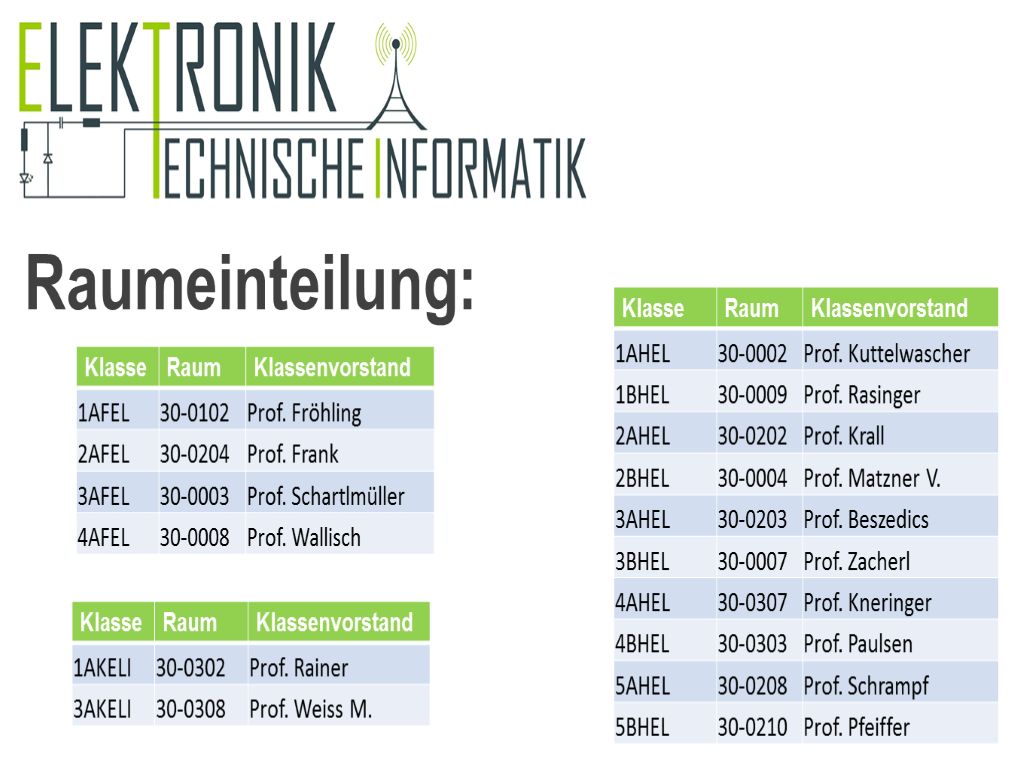 ELEKTRONIK
TECHNISCHE INFORMATIK
Raumeinteilung:
Klasse Raum Klassenvorstand
1AFEL 30-0102 Prof. Fröhling
2AFEL 30-0204 Prof. Frank
3AFEL 30-0003 Prof. Schartlmüller
4AFEL 30-0008 Prof. Wallisch
Klasse Raum Klassenvorstand
1AKELI 30-0302 Prof. Rainer
3AKELI 30-0308 Prof. Weiss M.
Klasse Raum Klassenvorstand
1AHEL 30-0002 Prof. Kuttelwascher
1BHEL 30-0009 Prof. Rasinger
2AHEL 30-0202 Prof. Krall
2BHEL 30-0004 Prof. Matzner V.
3AHEL 30-0203 Prof. Beszedics
3BHEL 30-0007 Prof. Zacherl
4AHEL 30-0307 Prof. Kneringer
4BHEL 30-0303 Prof. Paulsen
5AHEL 30-0208 Prof. Schrampf
5BHEL 30-0210 Prof. Pfeiffer